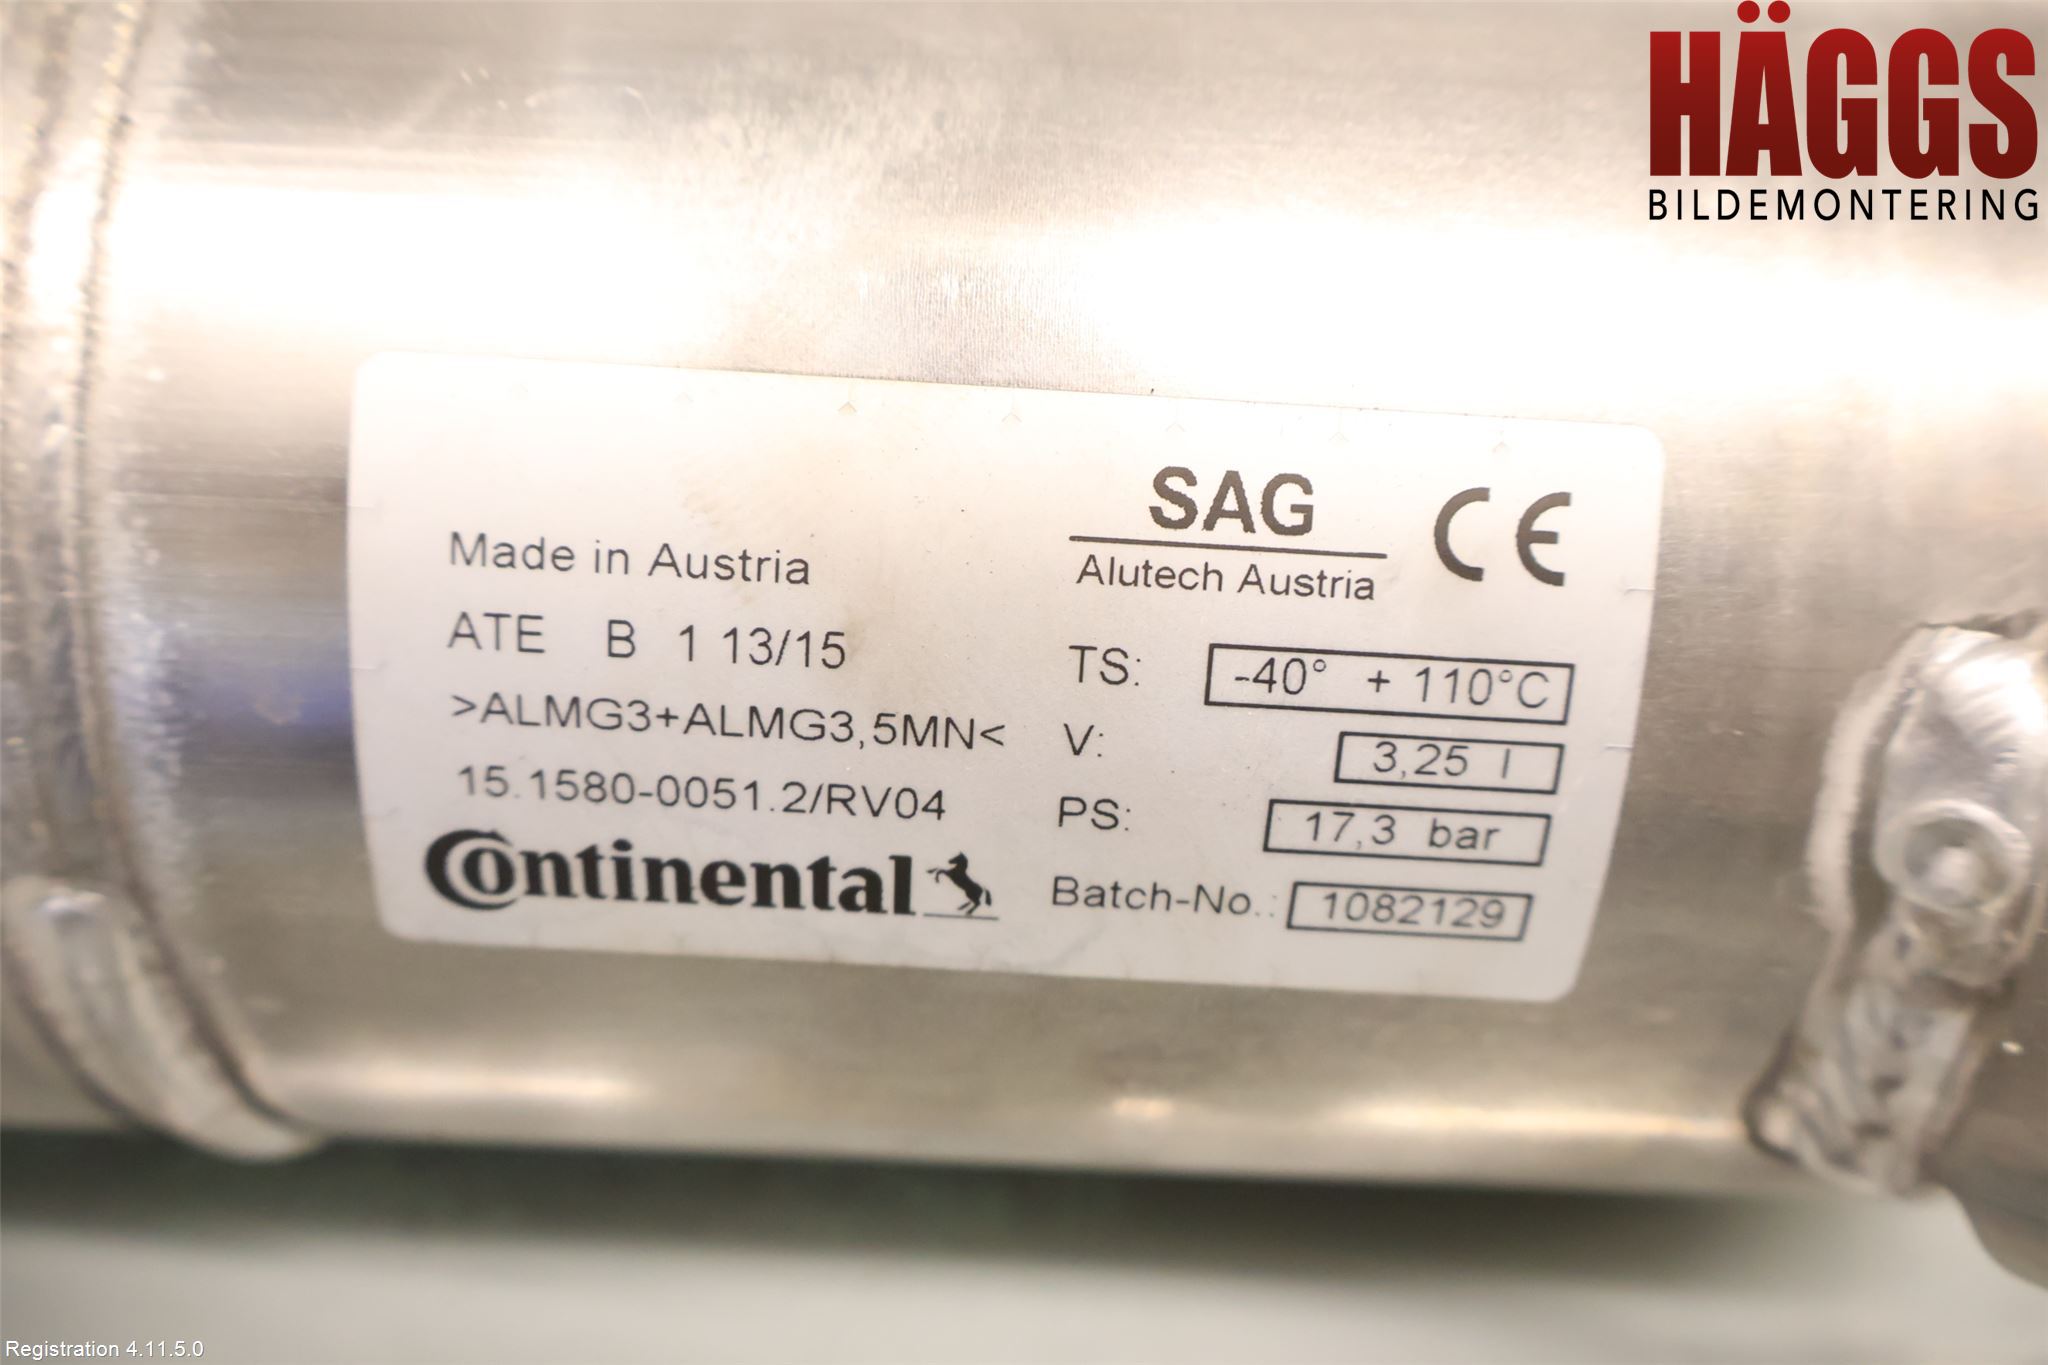 HÄGGS
BILDEMONTERING
Made in Austria
ATE B 1 13/15
>ALMG3+ALMG3,5MN<
15.1580-0051.2/RV04
Continental
SAG
Alutech Austria
CE
TS: -40° + 110°C
V: 3,25 l
PS: 17,3 bar
Batch-No.: 1082129
Registration 4.11.5.0